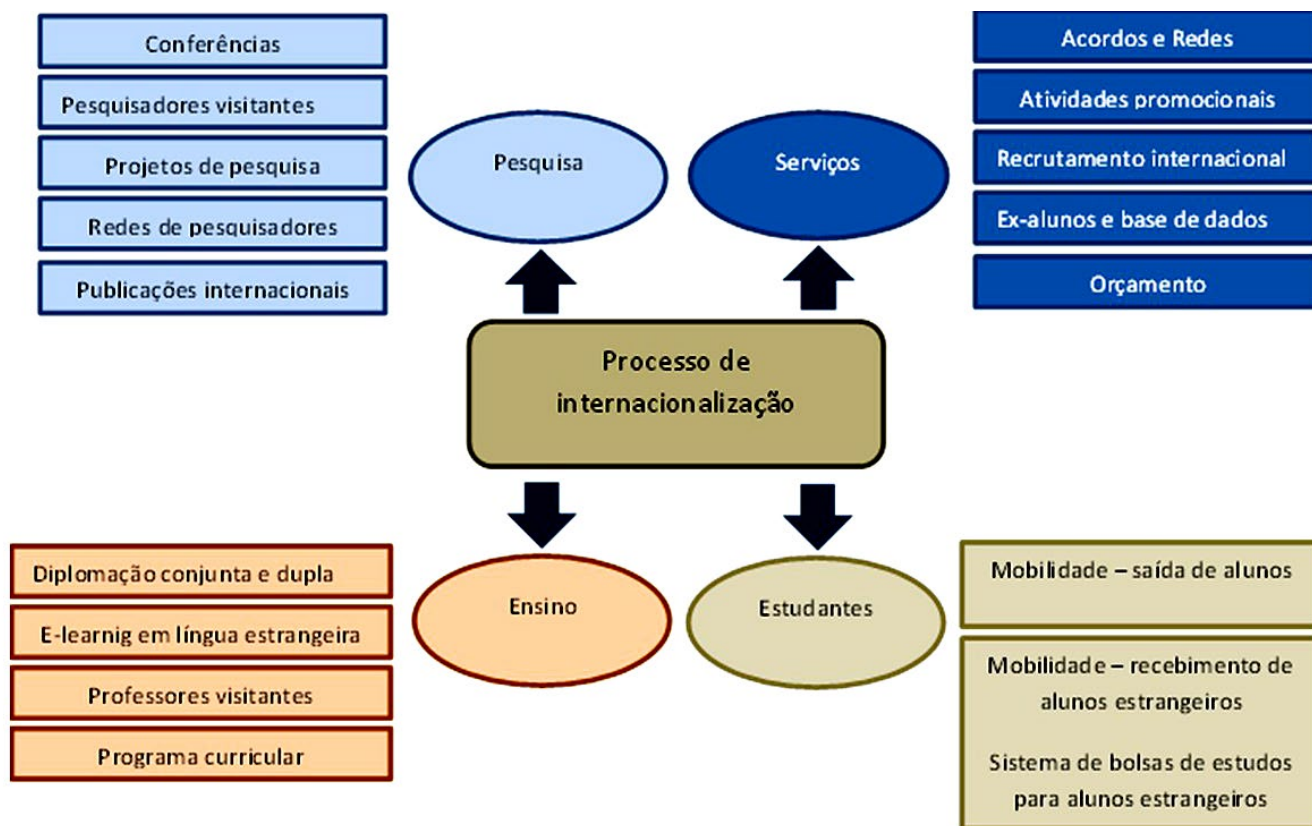 Conferências
Pesquisadores visitantes
Projetos de pesquisa
Redes de pesquisadores
Publicações internacionais
Pesquisa
Serviços
Acordos e Redes
Atividades promocionais
Recrutamento internacional
Ex-alunos e base de dados
Orçamento
Processo de
internacionalização
Diplomação conjunta e dupla
E-learnig em língua estrangeira
Professores visitantes
Programa curricular
Ensino
Estudantes
Mobilidade – saída de alunos
Mobilidade – recebimento de
alunos estrangeiros
Sistema de bolsas de estudos
para alunos estrangeiros